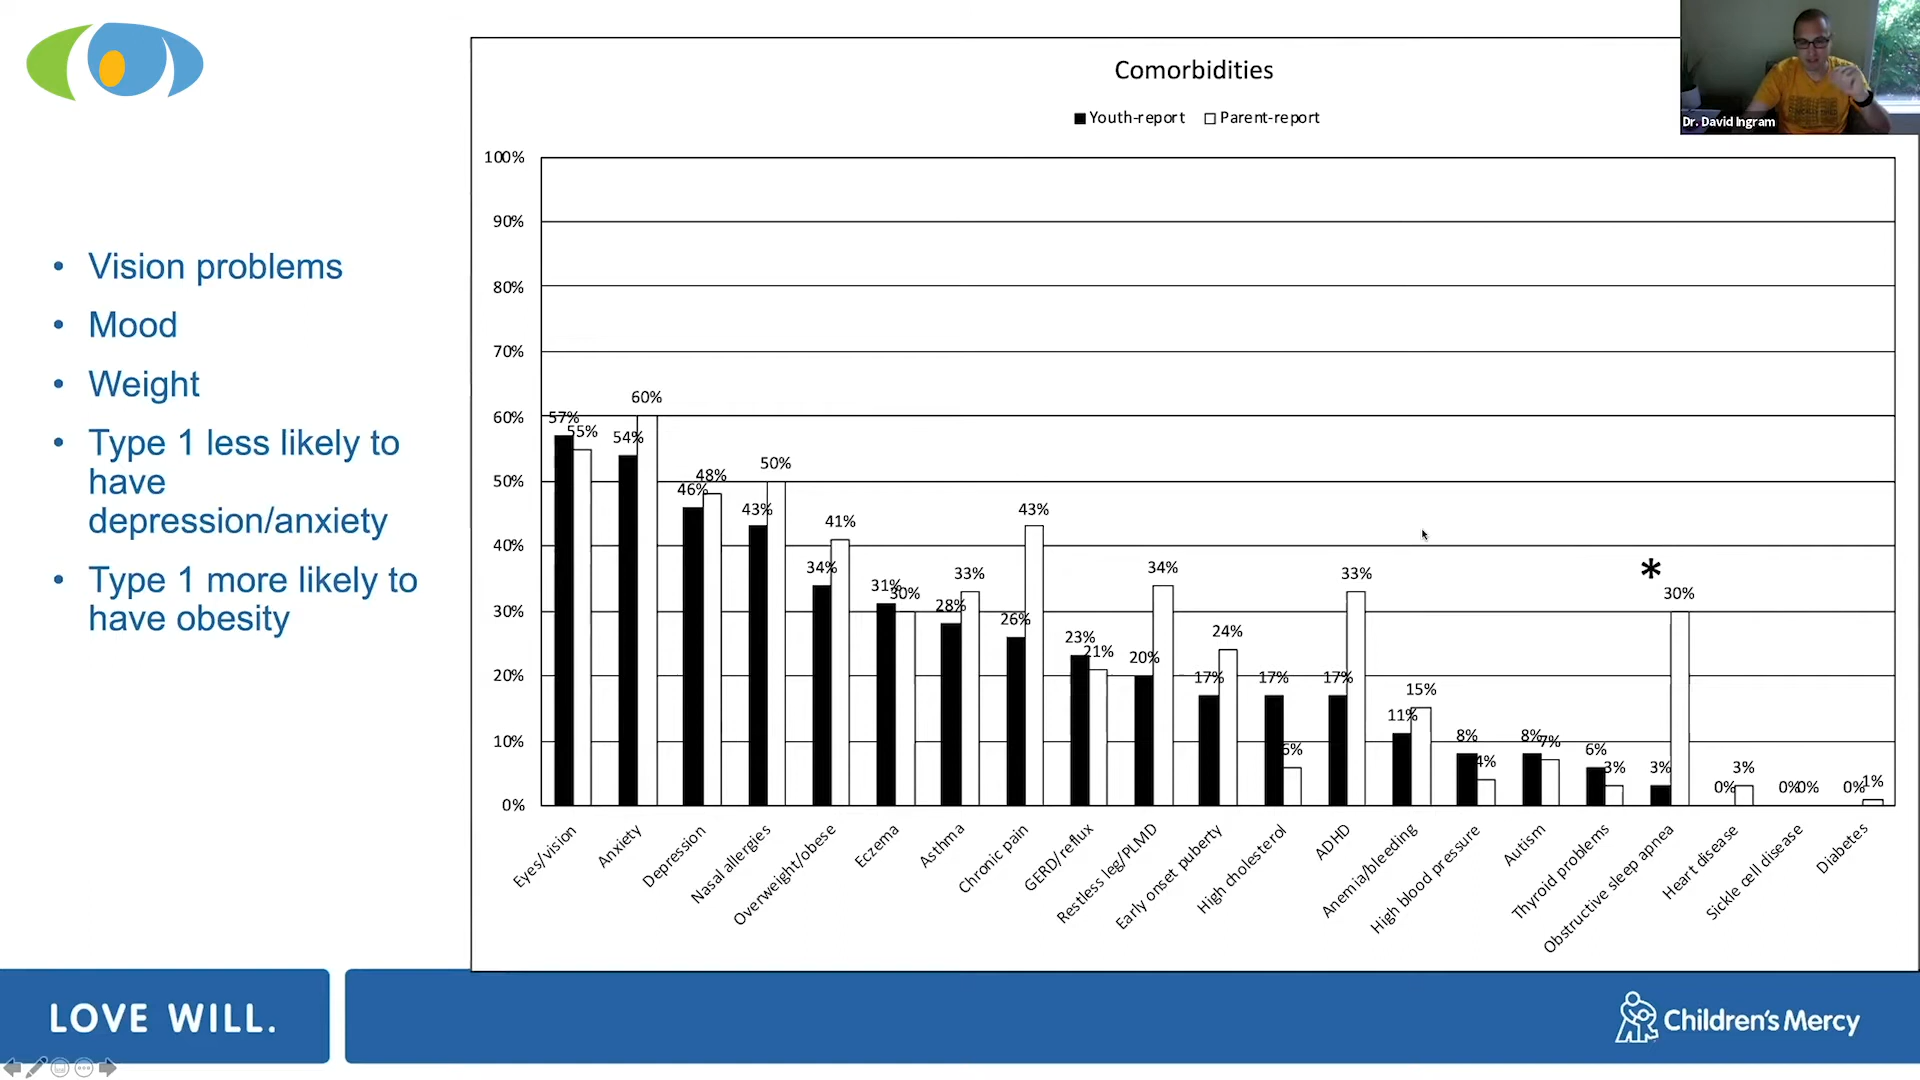 Comorbidities
Youth-report Parent-report
Dr. David Ingram
Vision problems
Mood
Weight
Type 1 less likely to
have
depression/anxiety
Type 1 more likely to
have obesity
100%
90%
80%
70%
60%
50%
40%
30%
20%
10%
0%
57% 55% 54% 60% 46% 48% 43% 50% 34% 41% 31% 30% 28% 33% 26% 43% 23% 21% 20% 34% 17% 24% 17% 6% 17% 33% 11% 15% 8% 4% 8% 7% 6% 3% 3% 30% 0% 3% 0% 0% 0% 1%
*
Eyes/vision
Anxiety
Depression
Nasal allergies
Overweight/obese
Eczema
Asthma
Chronic pain
GERD/reflux
Restless leg/PLMD
Early onset puberty
High cholesterol
ADHD
Anemia/bleeding
High blood pressure
Autism
Thyroid problems
Obstructive sleep apnea
Heart disease
Sickle cell disease
Diabetes
LOVE WILL.
Children's Mercy